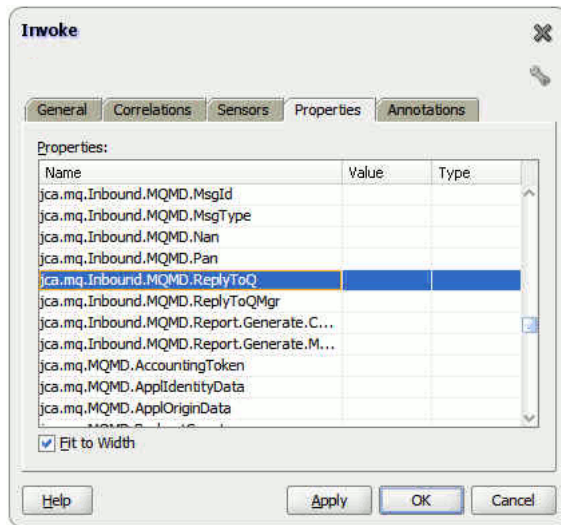 Invoke
General Correlations Sensors Properties Annotations
Properties:
Name Value Type
jca.mq.Inbound.MQMD.MsgId
jca.mq.Inbound.MQMD.MsgType
jca.mq.Inbound.MQMD.Nan
jca.mq.Inbound.MQMD.Pan
jca.mq.Inbound.MQMD.ReplyToQ
jca.mq.Inbound.MQMD.ReplyToQMgr
jca.mq.Inbound.MQMD.Report.Generate.C...
jca.mq.Inbound.MQMD.Report.Generate.M...
jca.mq.MQMD.AccountingToken
jca.mq.MQMD.ApplIdentityData
jca.mq.MQMD.ApplOriginData
Fit to Width
Help Apply OK Cancel